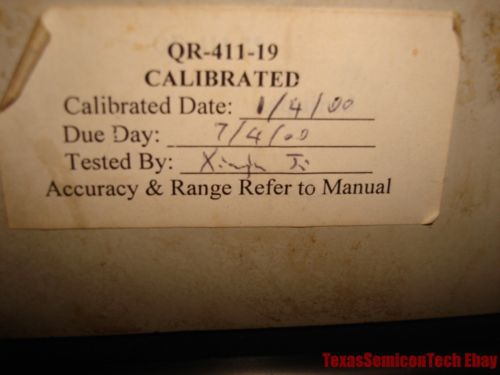 QR-411-19
CALIBRATED
Calibrated Date: 1/4/00
Due Day: 7/4/00
Tested By:
Accuracy & Range Refer to Manual
TexasSemiconTech Ebay